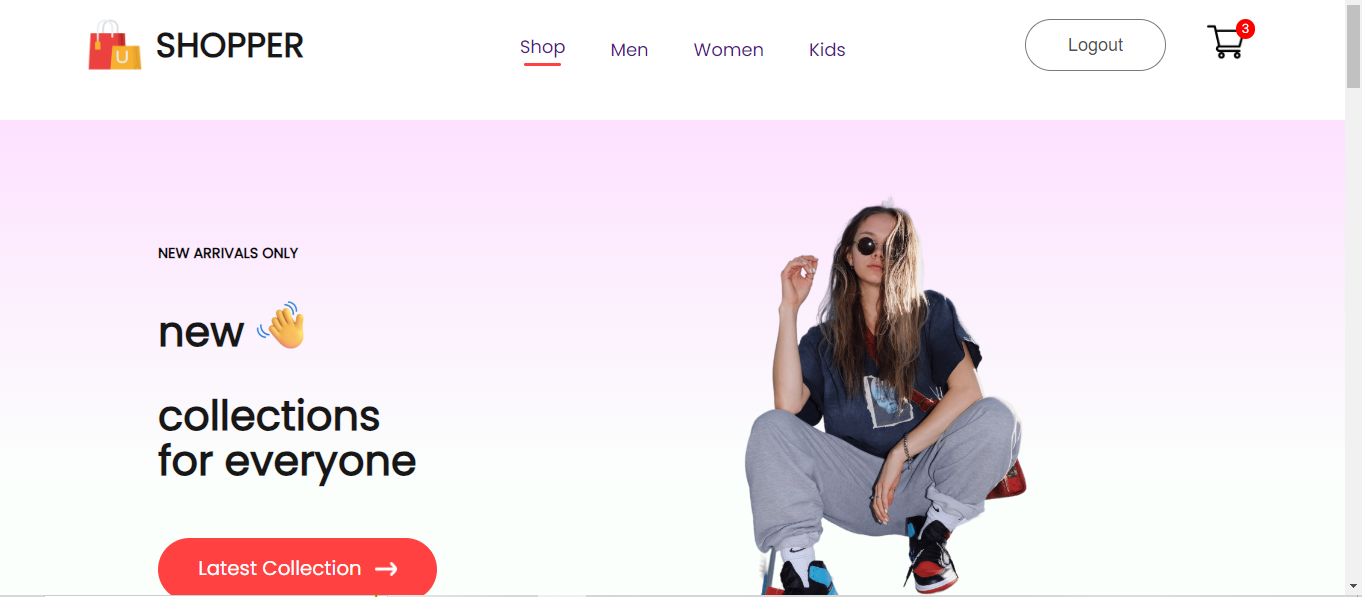 SHOPPER
Shop
Men
Women
Kids
Logout
3
U
NEW ARRIVALS ONLY
new
collections
for everyone
Latest Collection